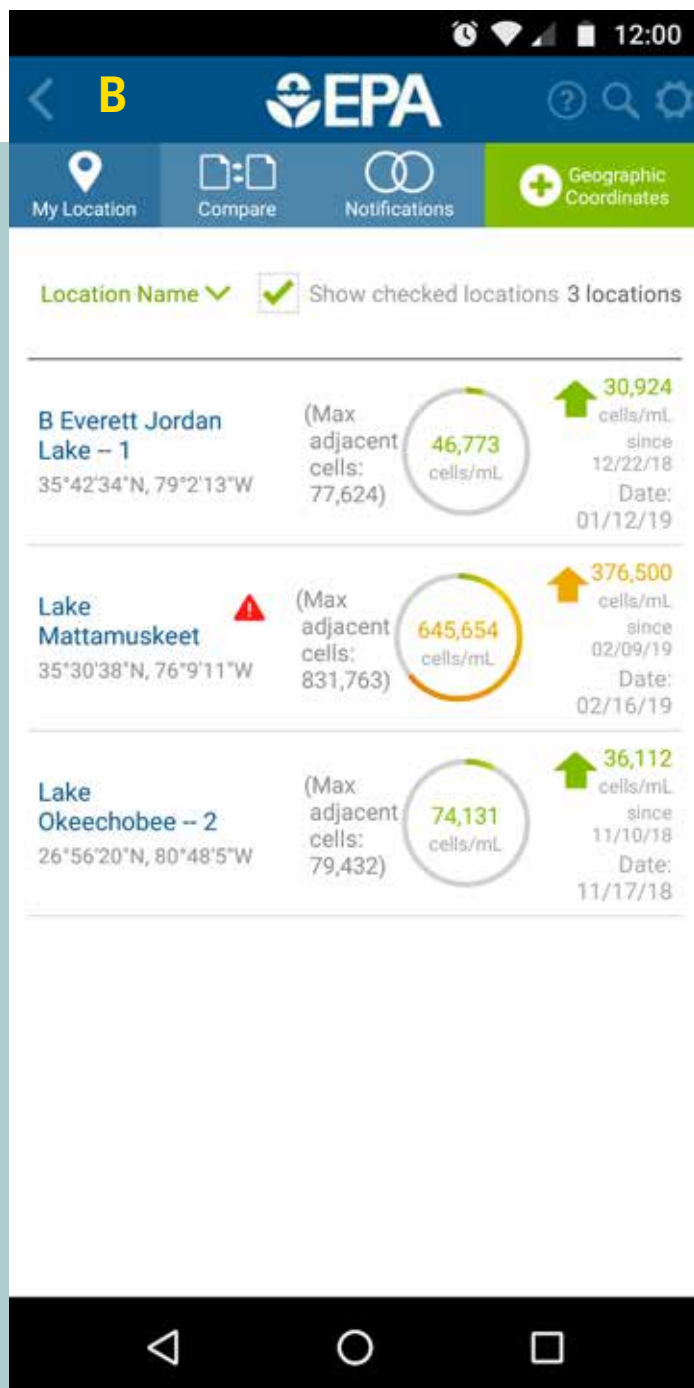 12:00
B
EPA
?
My Location
Compare
Notifications
Geographic
Coordinates
Location Name
Show checked locations 3 locations
B Everett Jordan
Lake -- 1
35°42'34"N, 79°2'13"W
(Max
adjacent
cells:
77,624)
46,773
cells/mL
30,924
cells/mL
since
12/22/18
Date:
01/12/19
Lake
Mattamuskeet
35°30'38"N, 76°9'11"W
(Max
adjacent
cells:
831,763)
645,654
cells/mL
376,500
cells/mL
since
02/09/19
Date:
02/16/19
Lake
Okeechobee -- 2
26°56'20"N, 80°48'5"W
(Max
adjacent
cells:
79,432)
74,131
cells/mL
36,112
cells/mL
since
11/10/18
Date:
11/17/18